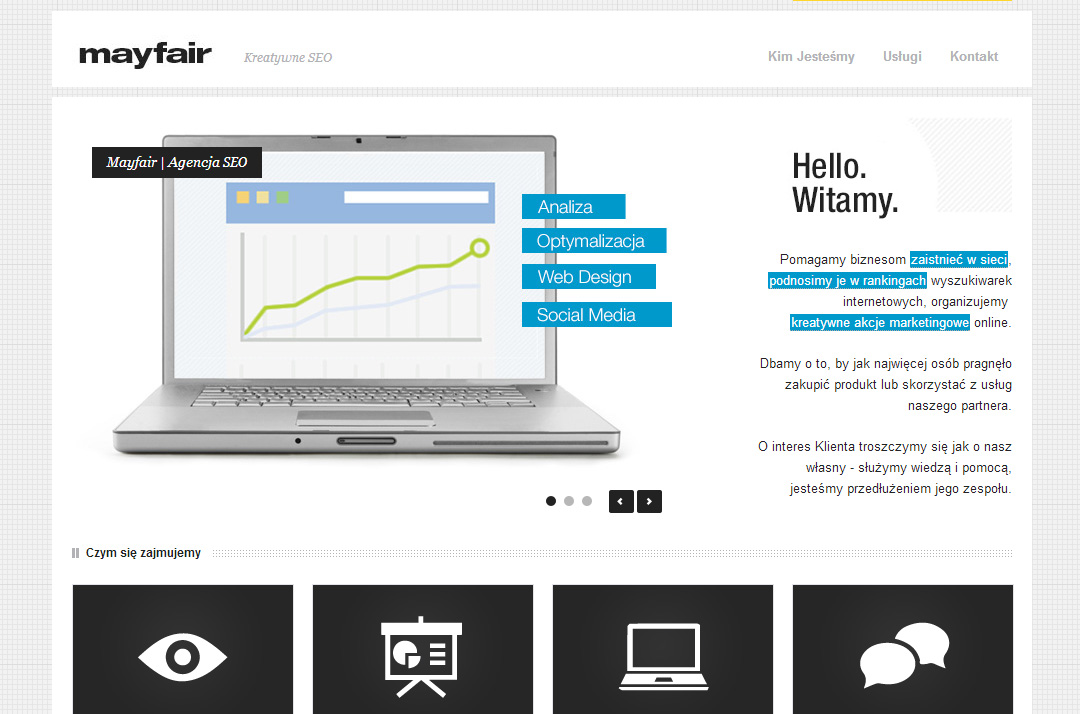 mayfair
Kreatywne SEO
Kim Jesteśmy
Usługi
Kontakt
Mayfair | Agencja SEO
Analiza
Optymalizacja
Web Design
Social Media
Hello.
Witamy.
Pomagamy biznesom zaistnieć w sieci,
podnosimy je w rankingach wyszukiwarek
internetowych, organizujemy
kreatywne akcje marketingowe online.
Dbamy o to, by jak najwięcej osób pragnęło
zakupić produkt lub skorzystać z usług
naszego partnera.
O interes Klienta troszczymy się jak o nasz
własny - służymy wiedzą i pomocą,
jesteśmy przedłużeniem jego zespołu.
Czym się zajmujemy